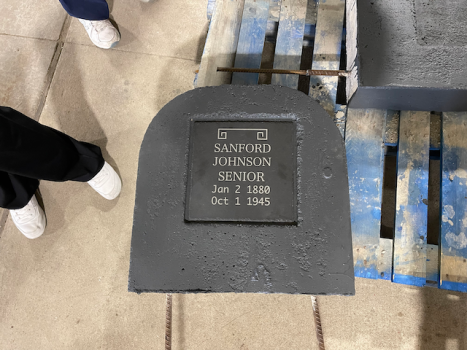 SANFORD
JOHNSON
SENIOR
Jan 2 1880
Oct 1 1945